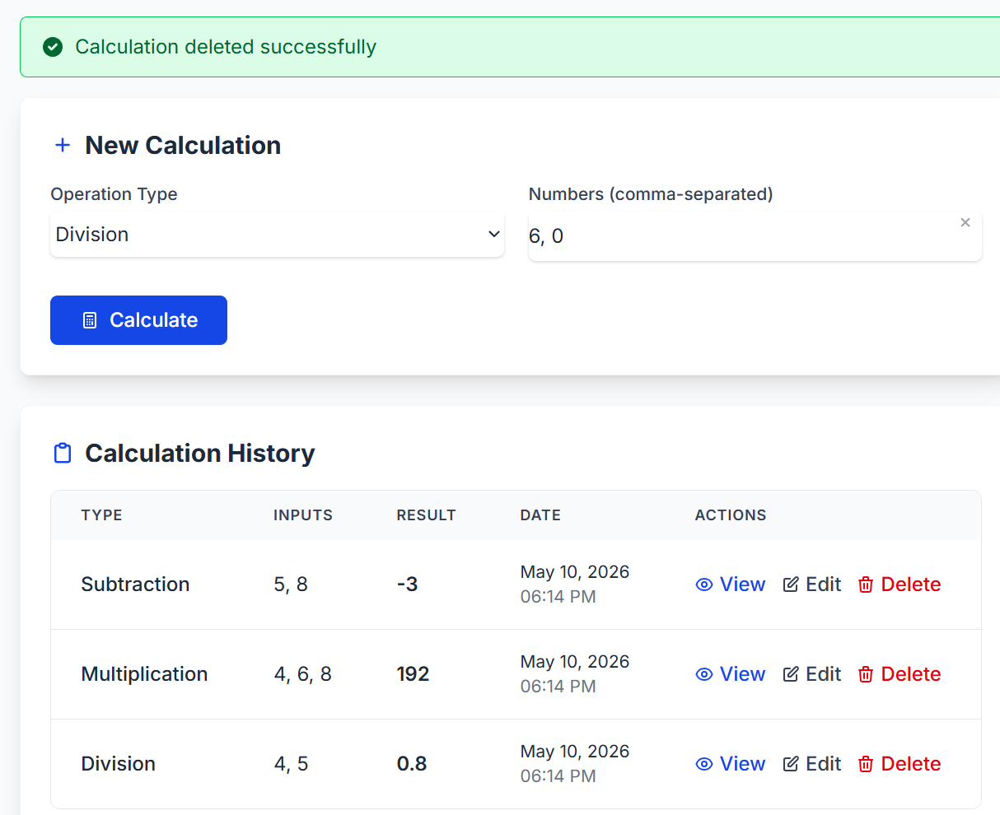 Calculation deleted successfully
New Calculation
Operation Type
Numbers (comma-separated)
Division
6, 0
Calculate
Calculation History
TYPE INPUTS RESULT DATE ACTIONS
Subtraction 5, 8 -3 May 10, 2026 06:14 PM View Edit Delete
Multiplication 4, 6, 8 192 May 10, 2026 06:14 PM View Edit Delete
Division 4, 5 0.8 May 10, 2026 06:14 PM View Edit Delete